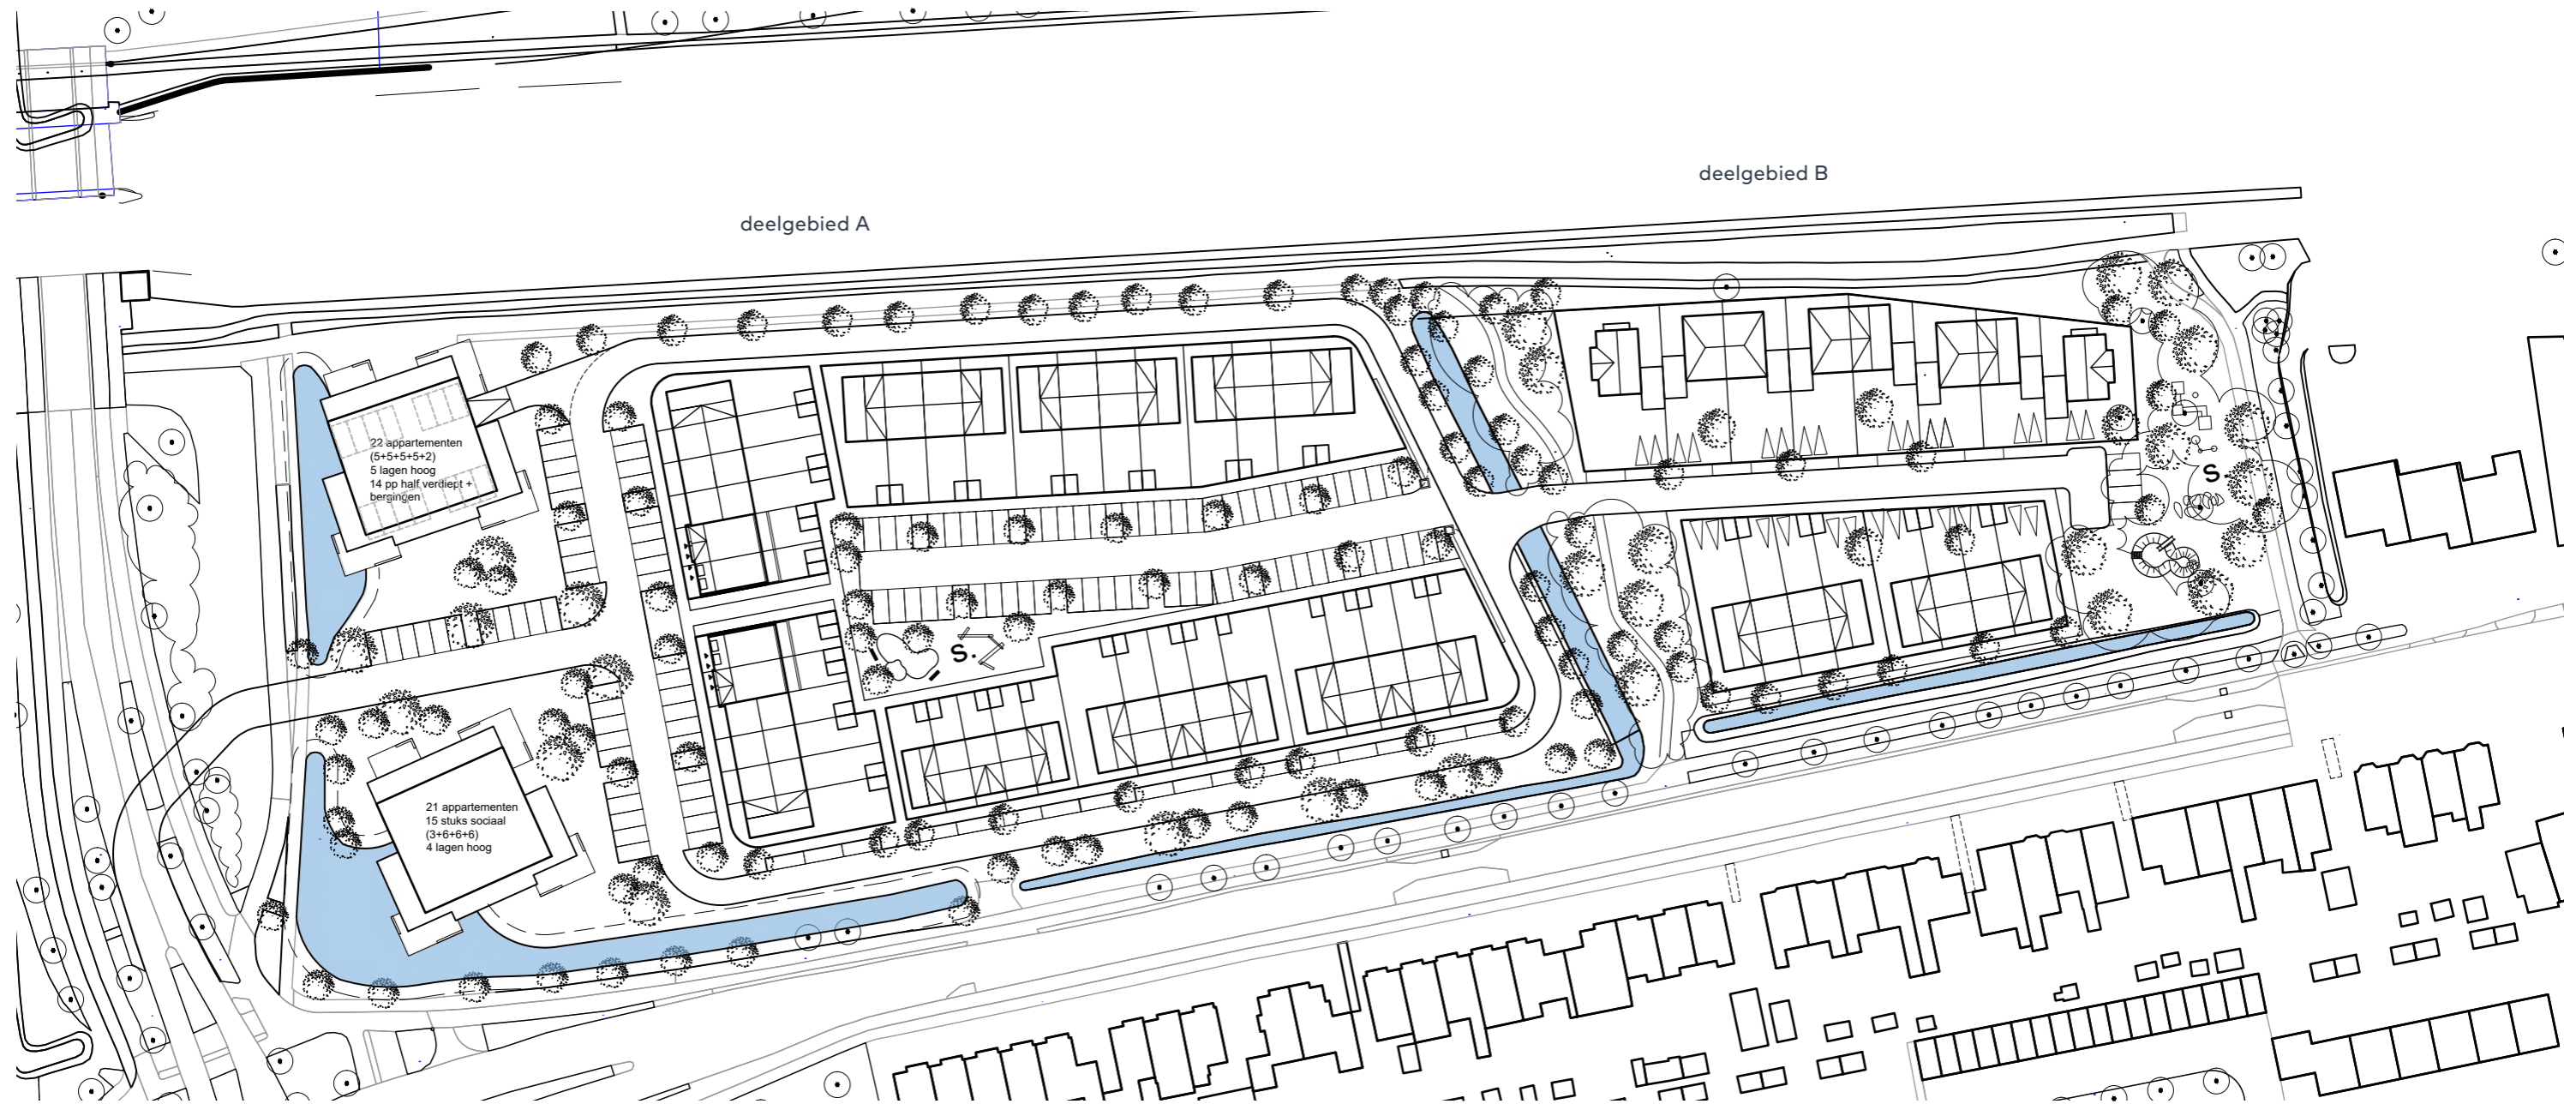 deelgebied B
deelgebied A
22 appartementen
(5+5+5+5+2)
5 lagen hoog
14 pp half verdiept +
bergingen
S.
S.
21 appartementen
15 stuks sociaal
(3+6+6+6)
4 lagen hoog